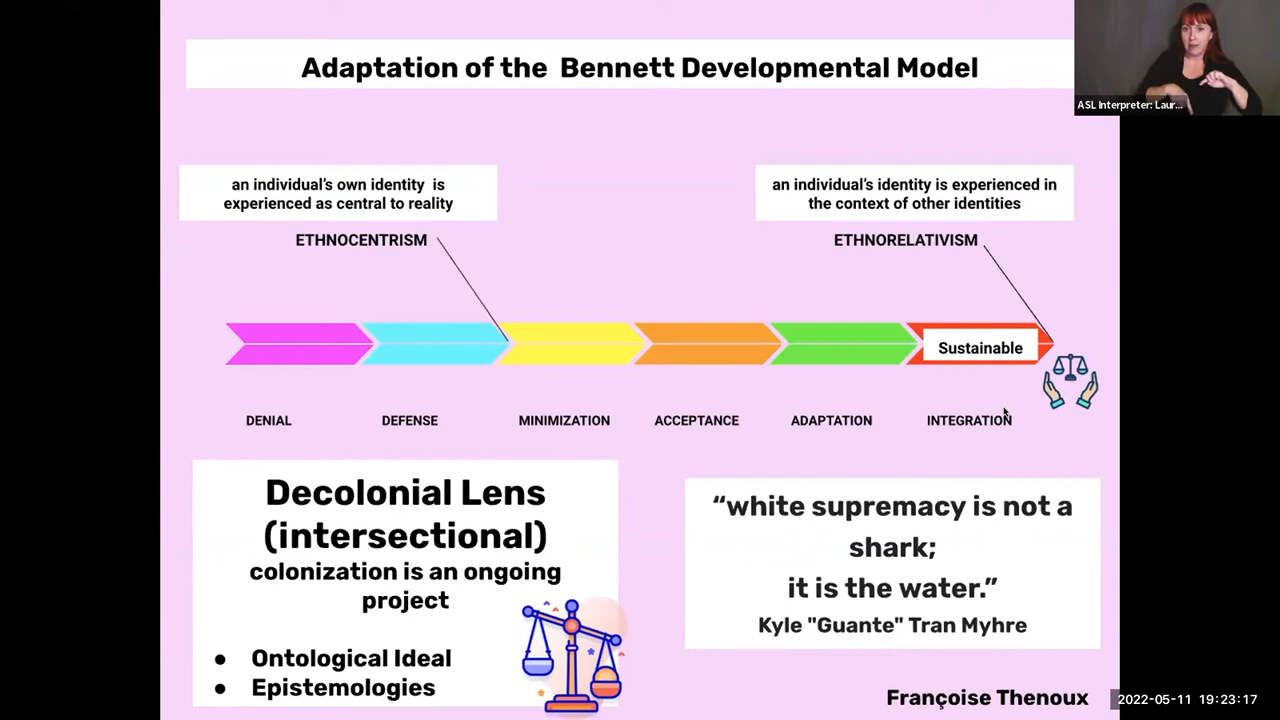 Adaptation of the Bennett Developmental Model
ASL Interpreter: Laur...
an individual's own identity is
experienced as central to reality
ETHNOCENTRISM
an individual's identity is experienced in
the context of other identities
ETHNORELATIVISM
Sustainable
DENIAL
DEFENSE
MINIMIZATION
ACCEPTANCE
ADAPTATION
INTEGRATION
Decolonial Lens
(intersectional)
colonization is an ongoing
project
● Ontological Ideal
● Epistemologies
“white supremacy is not a
shark;
it is the water.”
Kyle "Guante" Tran Myhre
Françoise Thenoux
2022-05-11 19:23:17